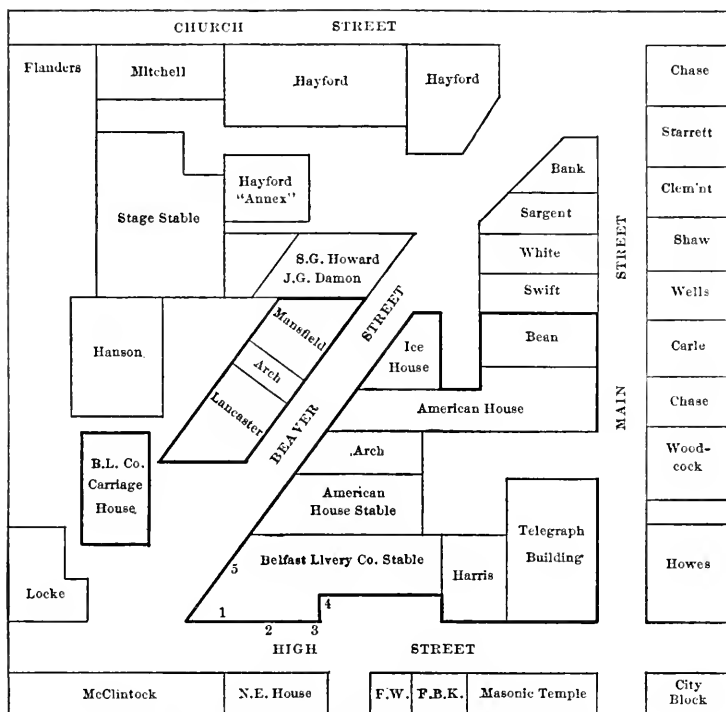 CHURCH STREET
Flanders
Mitchell
Hayford
Hayford
Chase
Starrett
Bank
Hayford
"Annex"
Clem'nt
Stage Stable
Sargent
S.G. Howard
J.G. Damon
White
Shaw
Swift
Wells
Mansfield
Hanson
Arch
Lancaster
BEAVER STREET
Ice
House
Bean
MAIN STREET
Carle
American House
Chase
B.L. Co.
Carriage
House
Arch
American
House Stable
Wood-
cock
Telegraph
Building
Belfast Livery Co. Stable
Harris
Howes
Locke
5
4
1
2
3
HIGH STREET
McClintock
N.E. House
F.W.
F.B.K.
Masonic Temple
City
Block